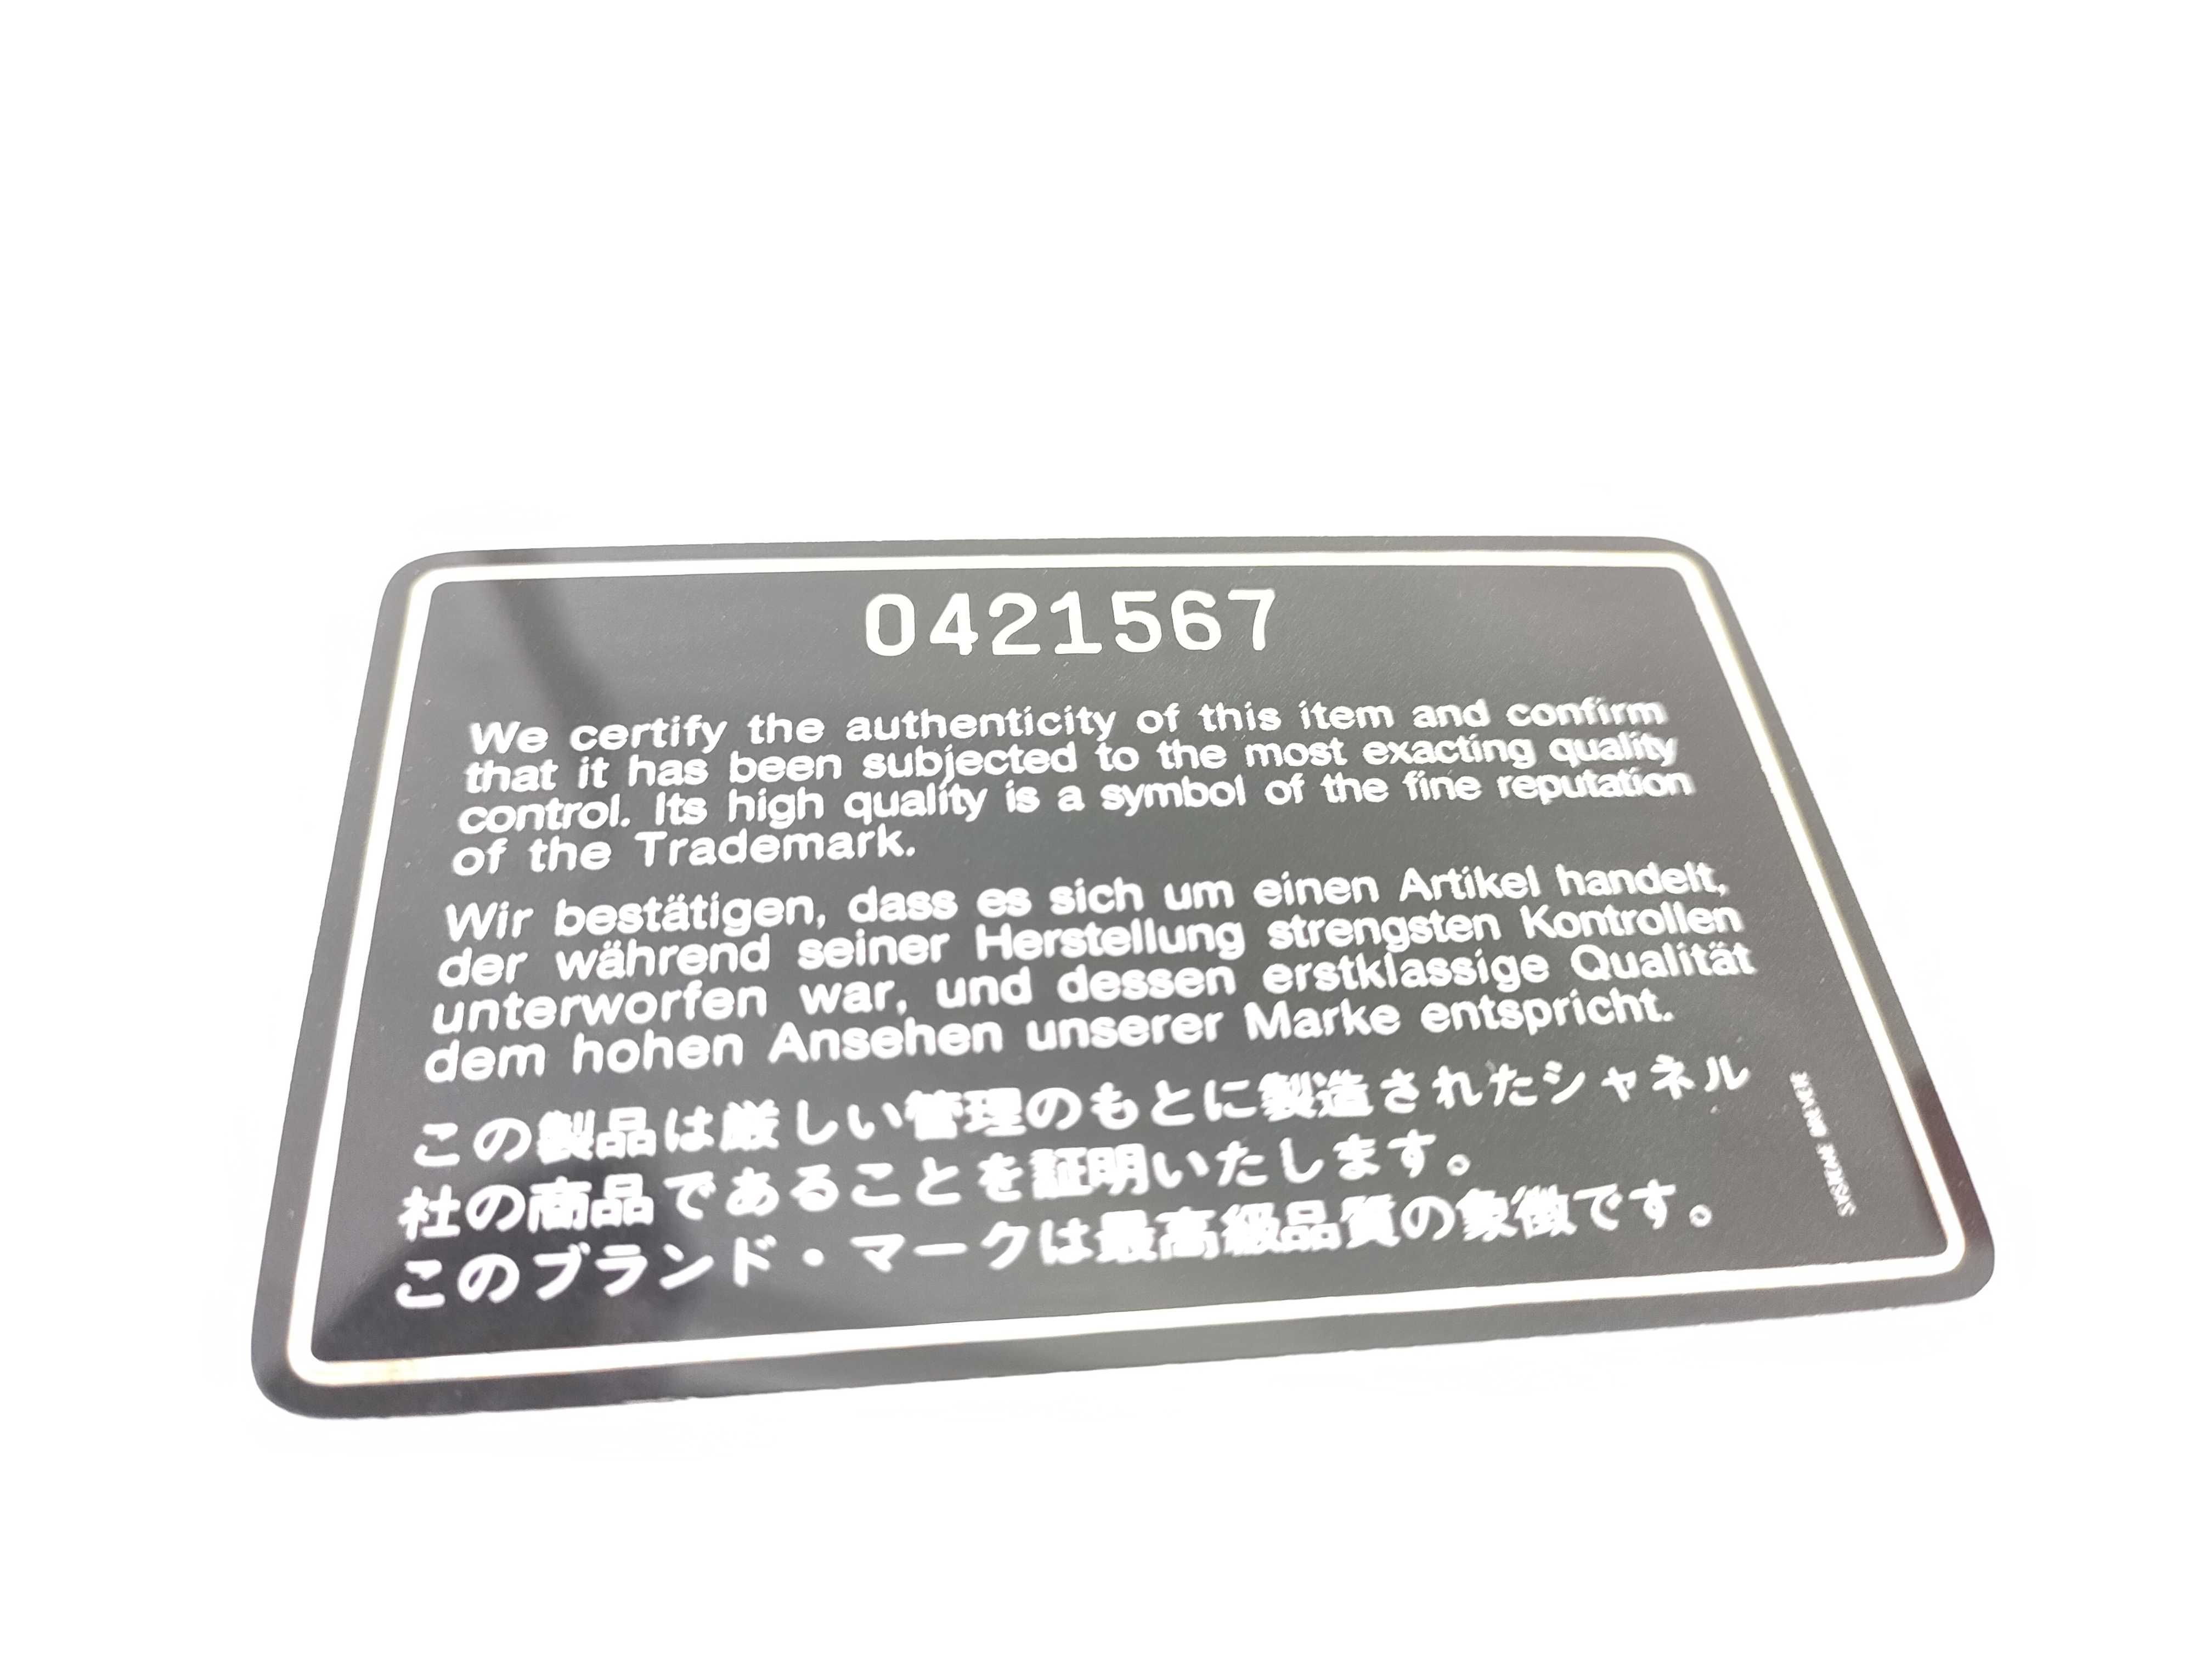 0421567
We certify the authenticity of this item and confirm
that it has been subjected to the most exacting quality
control. Its high quality is a symbol of the fine reputation
of the Trademark.
Wir bestätigen, dass es sich um einen Artikel handelt,
der während seiner Herstellung strengsten Kontrollen
unterworfen war, und dessen erstklassige Qualität
dem hohen Ansehen unserer Marke entspricht.
この製品は厳しい管理のもとに製造されたシャネル
社の商品であることを証明いたします。
このブランド・マークは最高級品質の象徴です。